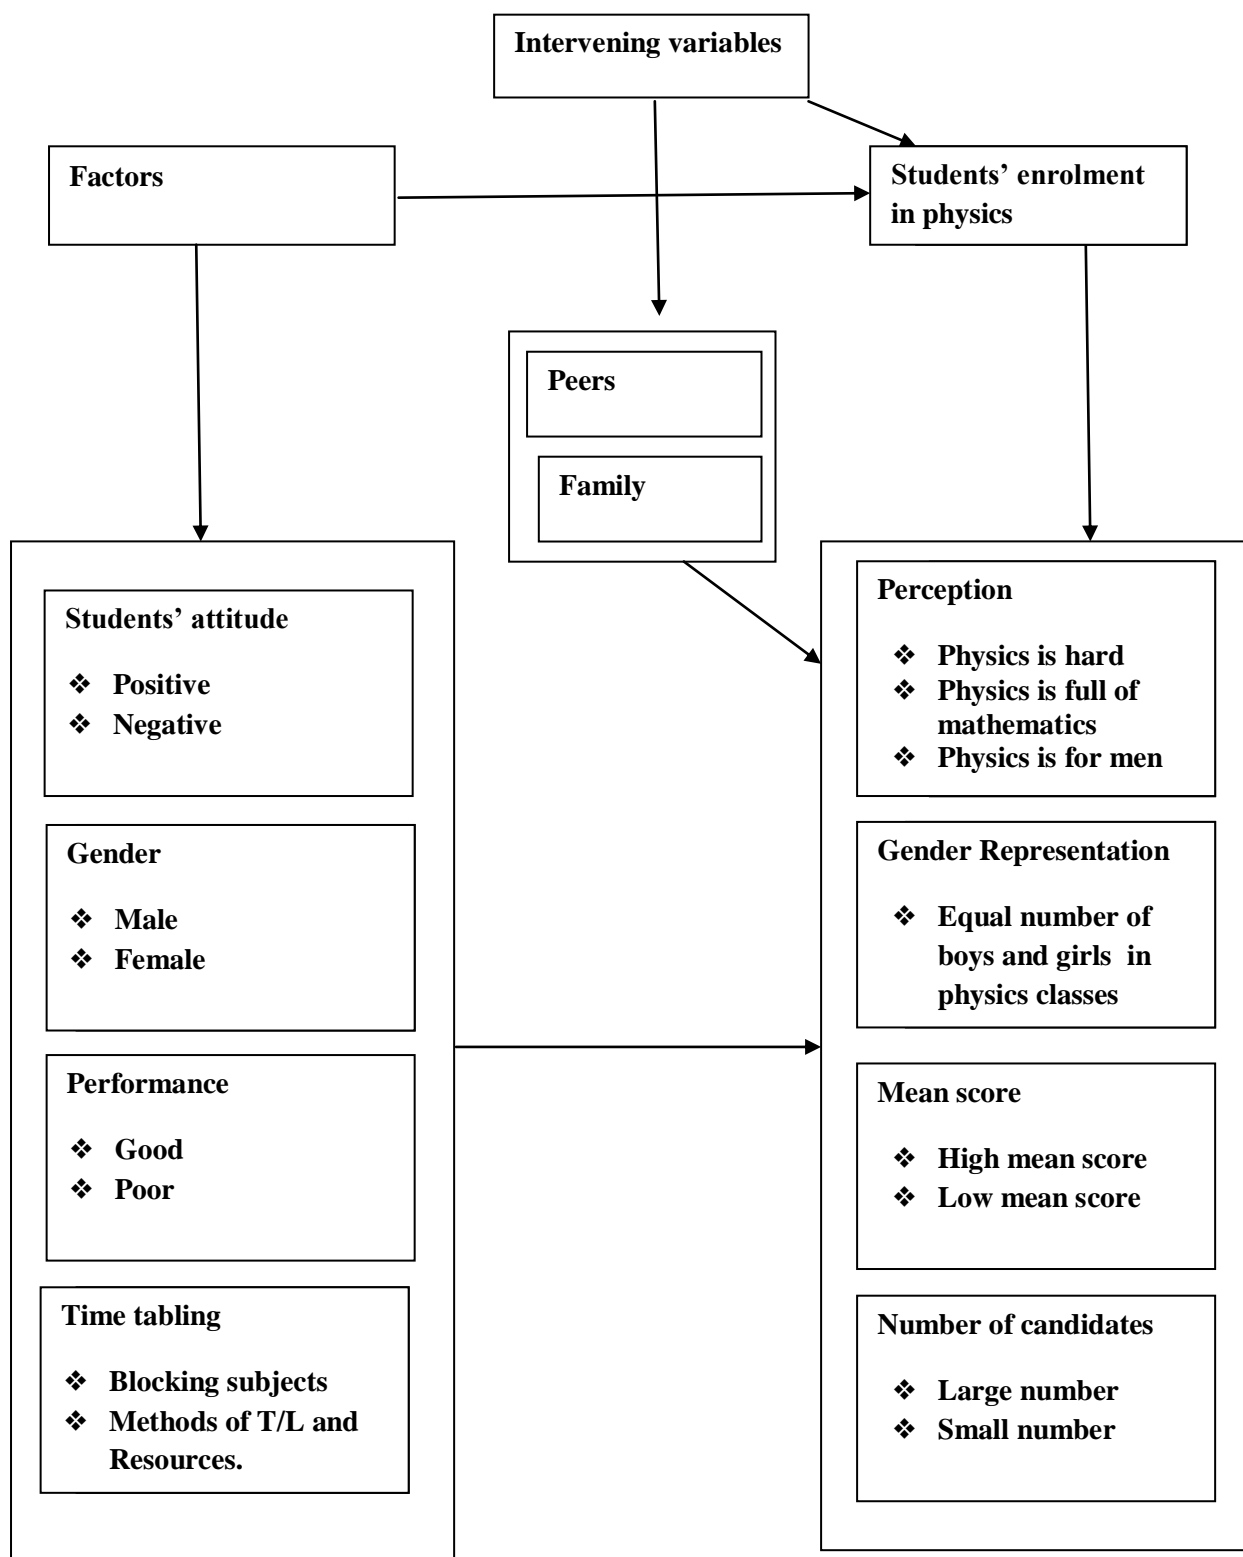 Intervening variables
Factors
Students’ enrolment
in physics
Peers
Family
Students’ attitude
❖ Positive
❖ Negative
Gender
❖ Male
❖ Female
Performance
❖ Good
❖ Poor
Time tabling
❖ Blocking subjects
❖ Methods of T/L and
Resources.
Perception
❖ Physics is hard
❖ Physics is full of
mathematics
❖ Physics is for men
Gender Representation
❖ Equal number of
boys and girls in
physics classes
Mean score
❖ High mean score
❖ Low mean score
Number of candidates
❖ Large number
❖ Small number